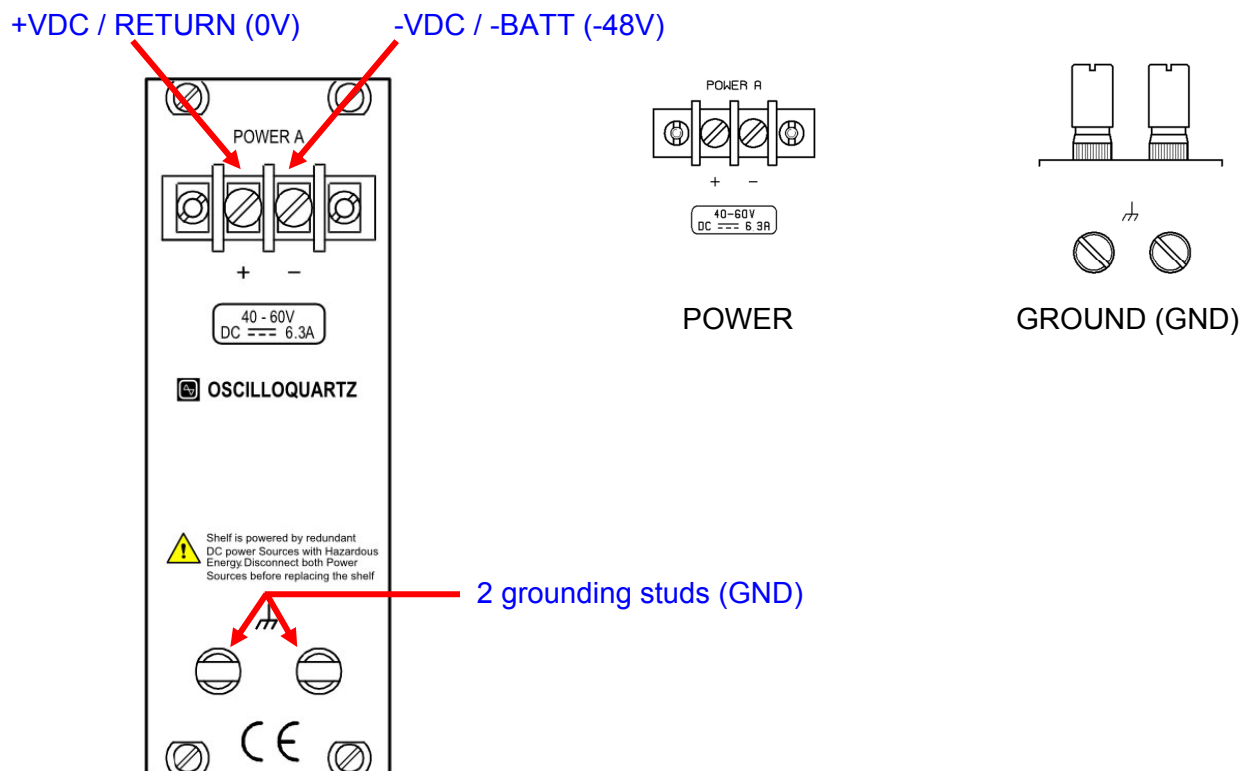 +VDC / RETURN (0V)
-VDC / -BATT (-48V)
POWER A
+ –
40 - 60V
DC 6.3A
OSCILLOQUARTZ
Shelf is powered by redundant
DC power Sources with Hazardous
Energy.Disconnect both Power
Sources before replacing the shelf
2 grounding studs (GND)
CE
POWER A
+ –
40-60V
DC 6.3A
POWER
GROUND (GND)